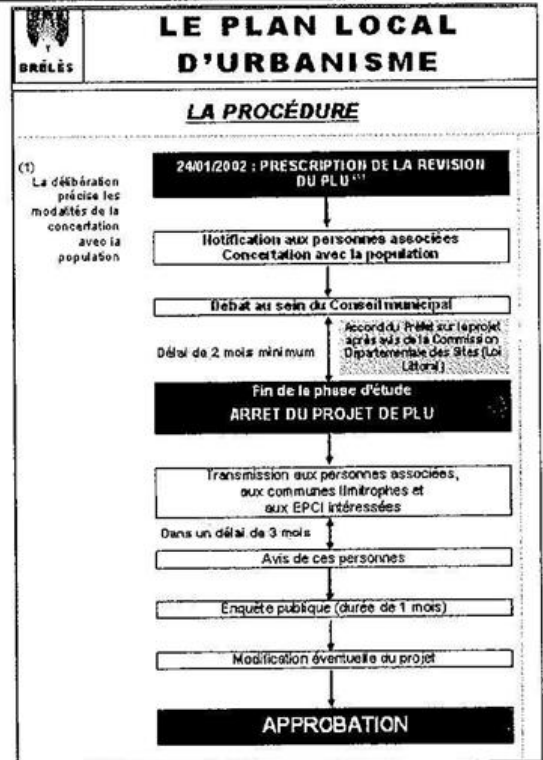 BRÉLÈS
LE PLAN LOCAL
D'URBANISME
LA PROCÉDURE
(1)
La délibération
précise les
modalités de la
concertation
avec la
population
24/01/2002 : PRESCRIPTION DE LA REVISION
DU PLU (1)
Notification aux personnes associées
Concertation avec la population
Débat au sein du Conseil municipal
Délai de 2 mois minimum
Accord du Préfet sur le projet
après avis de la Commission
Départementale des Sites (Loi
Littoral)
Fin de la phase d'étude
ARRET DU PROJET DE PLU
Transmission aux personnes associées,
aux communes limitrophes et
aux EPCI intéressées
Dans un délai de 3 mois
Avis de ces personnes
Enquête publique (durée de 1 mois)
Modification éventuelle du projet
APPROBATION